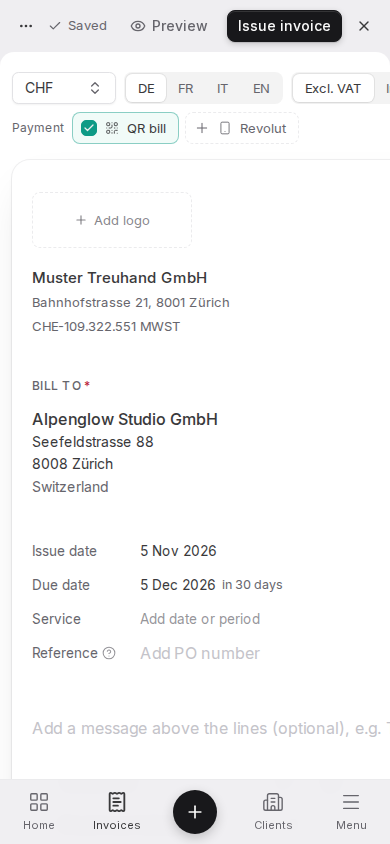 Saved Preview Issue invoice
CHF DE FR IT EN Excl. VAT
Payment QR bill Revolut
Add logo
Muster Treuhand GmbH
Bahnhofstrasse 21, 8001 Zürich
CHE-109.322.551 MWST
BILL TO*
Alpenglow Studio GmbH
Seefeldstrasse 88
8008 Zürich
Switzerland
Issue date 5 Nov 2026
Due date 5 Dec 2026 in 30 days
Service Add date or period
Reference Add PO number
Add a message above the lines (optional), e.g.
Home Invoices Clients Menu